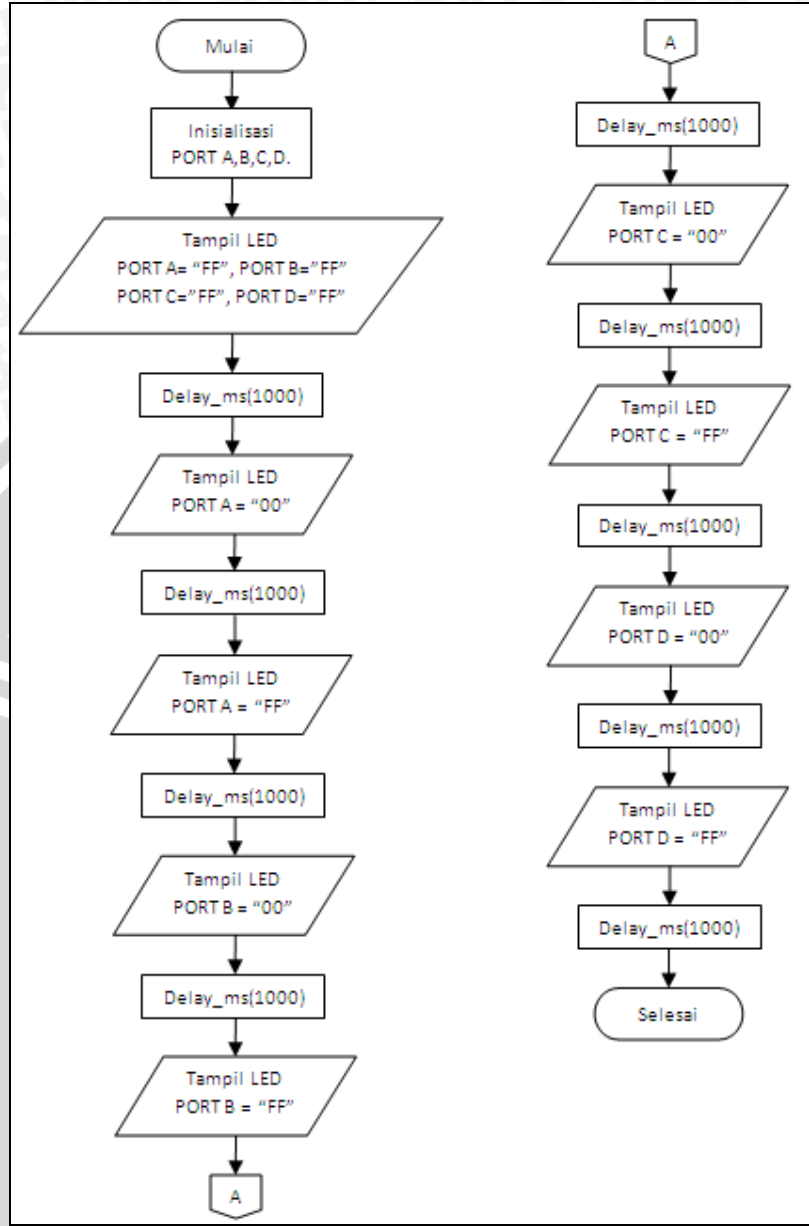 Mulai
Inisialisasi
PORT A,B,C,D.
Tampil LED
PORT A= “FF”, PORT B=”FF”
PORT C=”FF”, PORT D=”FF”
Delay_ms(1000)
Tampil LED
PORT A = “00”
Delay_ms(1000)
Tampil LED
PORT A = “FF”
Delay_ms(1000)
Tampil LED
PORT B = “00”
Delay_ms(1000)
Tampil LED
PORT B = “FF”
A
A
Delay_ms(1000)
Tampil LED
PORT C = “00”
Delay_ms(1000)
Tampil LED
PORT C = “FF”
Delay_ms(1000)
Tampil LED
PORT D = “00”
Delay_ms(1000)
Tampil LED
PORT D = “FF”
Delay_ms(1000)
Selesai